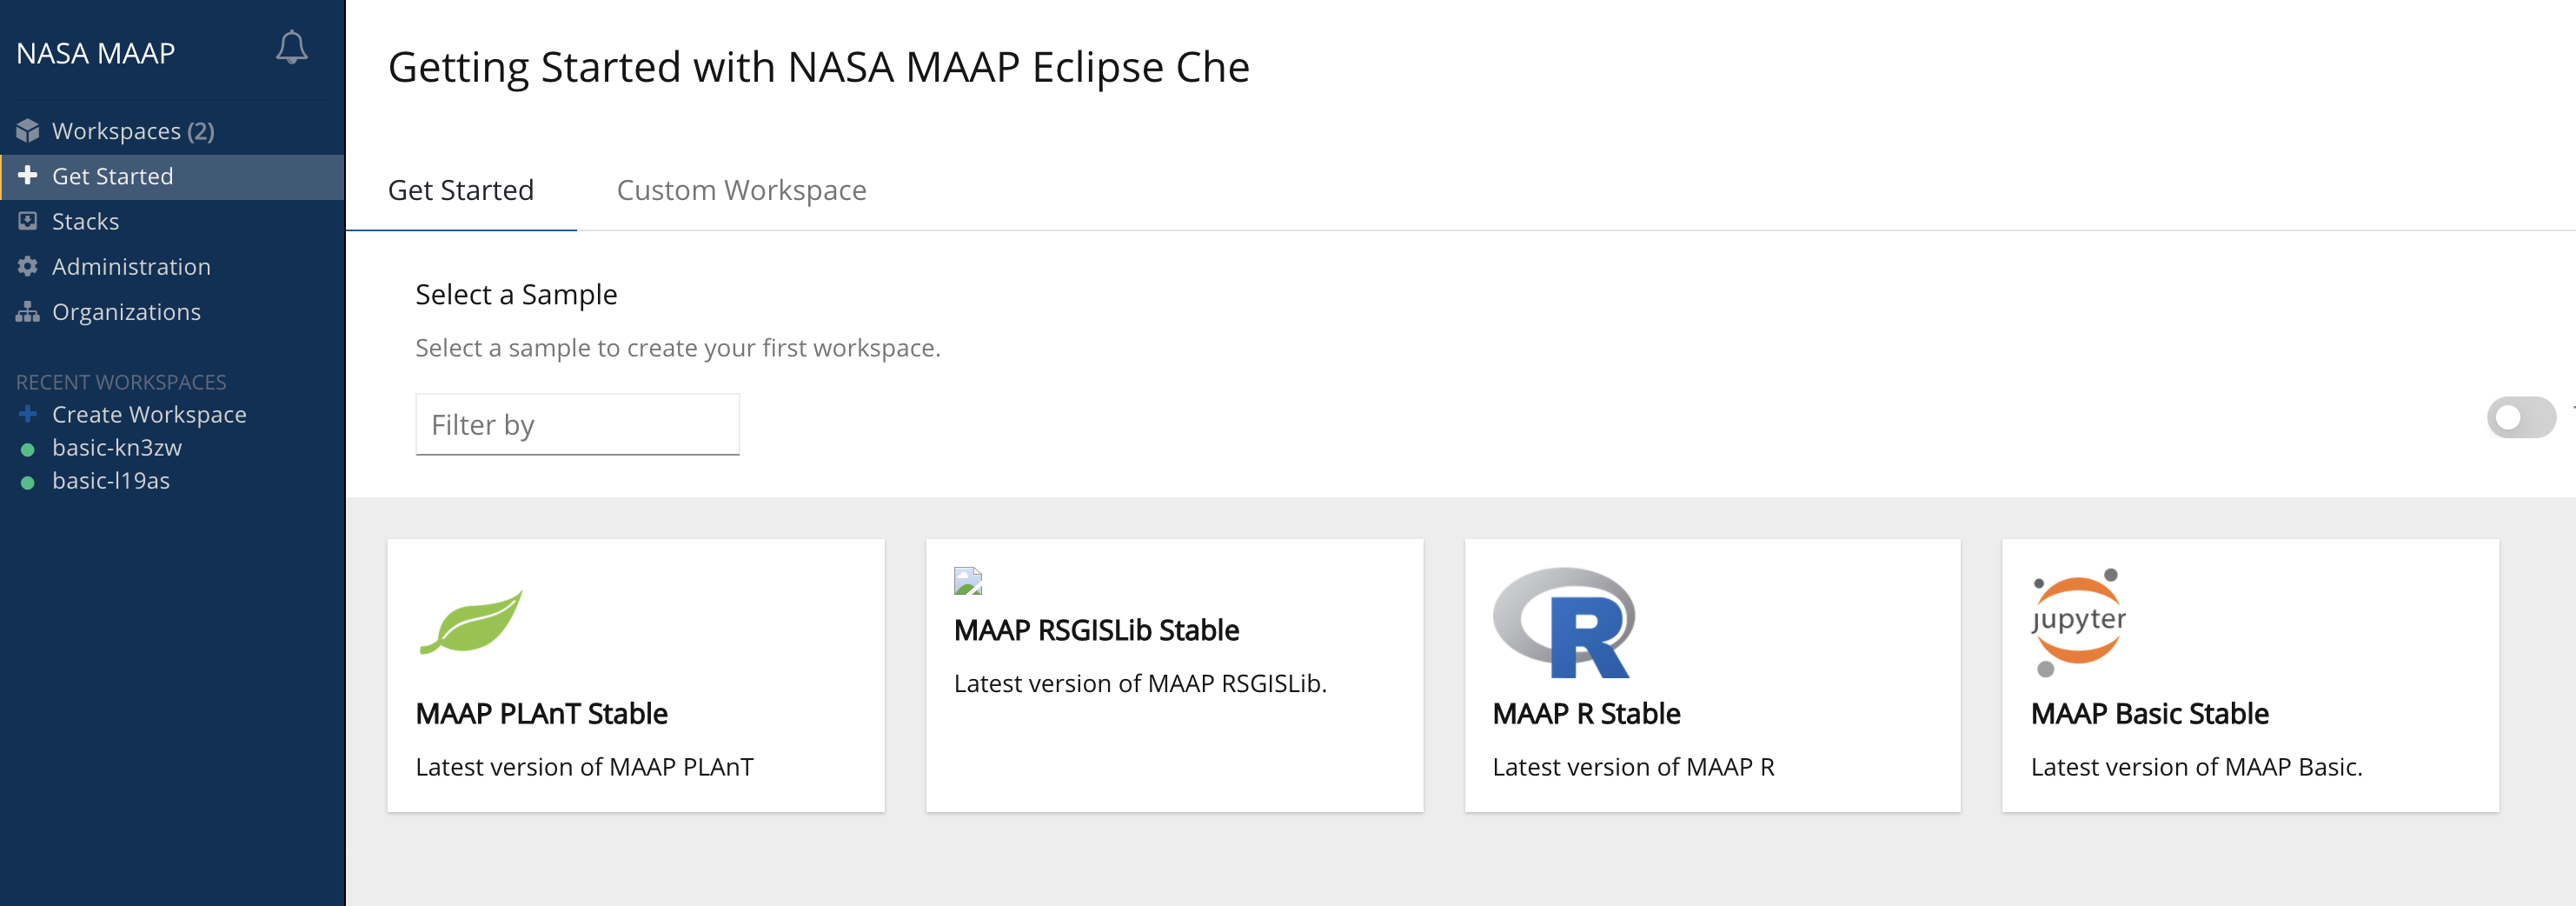 NASA MAAP
Workspaces (2)
Get Started
Stacks
Administration
Organizations
RECENT WORKSPACES
Create Workspace
basic-kn3zw
basic-l19as
Getting Started with NASA MAAP Eclipse Che
Get Started
Custom Workspace
Select a Sample
Select a sample to create your first workspace.
Filter by
MAAP PLAnT Stable
Latest version of MAAP PLAnT
MAAP RSGISLib Stable
Latest version of MAAP RSGISLib.
R
MAAP R Stable
Latest version of MAAP R
jupyter
MAAP Basic Stable
Latest version of MAAP Basic.